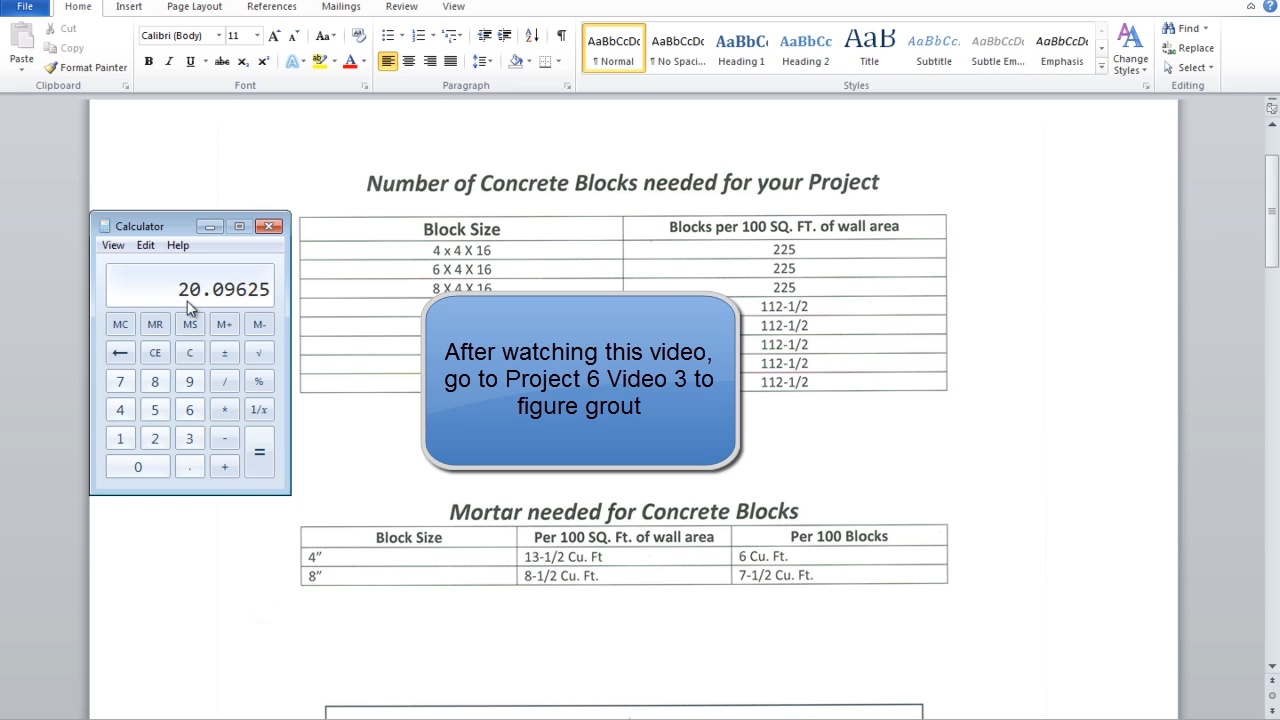 File Home Insert Page Layout References Mailings Review View
Paste
Cut
Copy
Format Painter
Clipboard
Calibri (Body) 11
Font
Paragraph
AaBbCcDc AaBbCcDc AaBbC AaBbCc AaB AaBbCc. AaBbCcDc AaBbCcDc
¶ Normal ¶ No Spaci... Heading 1 Heading 2 Title Subtitle Subtle Em... Emphasis
Styles
Change
Styles
Find
Replace
Select
Editing
Number of Concrete Blocks needed for your Project
Block Size Blocks per 100 SQ. FT. of wall area
4 x 4 X 16 225
6 X 4 X 16 225
8 X 4 X 16 225
112-1/2
112-1/2
112-1/2
112-1/2
112-1/2
Calculator
View Edit Help
20.09625
MC MR MS M+ M-
← CE C ± √
7 8 9 / %
4 5 6 * 1/x
1 2 3 - =
0 . +
After watching this video,
go to Project 6 Video 3 to
figure grout
Mortar needed for Concrete Blocks
Block Size Per 100 SQ. Ft. of wall area Per 100 Blocks
4” 13-1/2 Cu. Ft 6 Cu. Ft.
8” 8-1/2 Cu. Ft. 7-1/2 Cu. Ft.